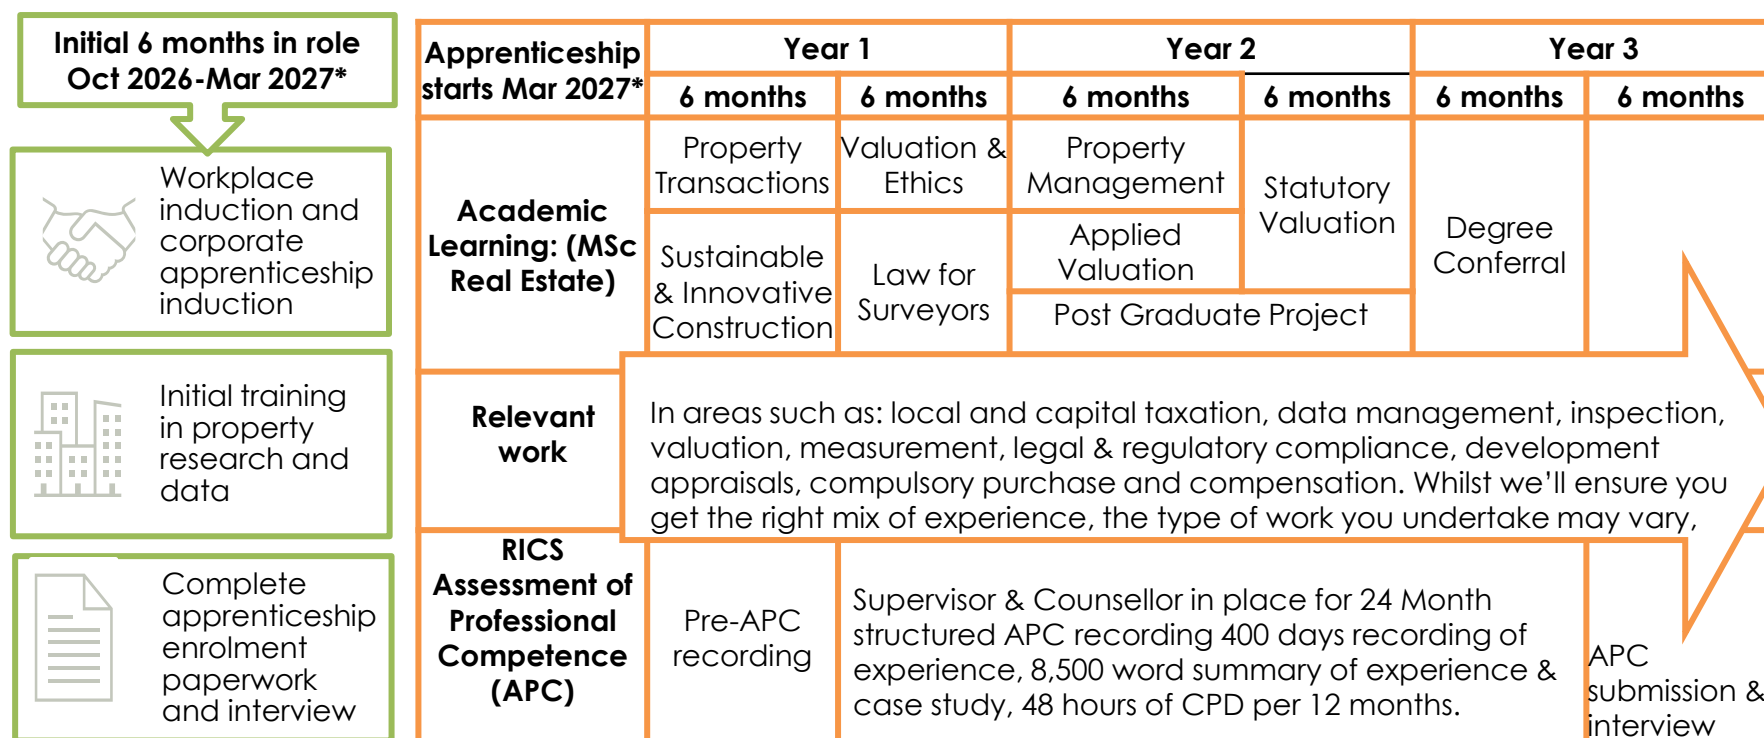 Initial 6 months in role
Oct 2026-Mar 2027*
Workplace
induction and
corporate
apprenticeship
induction
Initial training
in property
research and
data
Complete
apprenticeship
enrolment
paperwork
and interview
Apprenticeship
starts Mar 2027*
Year 1
Year 2
Year 3
6 months
6 months
6 months
6 months
6 months
6 months
Academic
Learning: (MSc
Real Estate)
Property
Transactions
Valuation &
Ethics
Property
Management
Statutory
Valuation
Degree
Conferral
Sustainable
& Innovative
Construction
Law for
Surveyors
Applied
Valuation
Post Graduate Project
Relevant
work
In areas such as: local and capital taxation, data management, inspection,
valuation, measurement, legal & regulatory compliance, development
appraisals, compulsory purchase and compensation. Whilst we’ll ensure you
get the right mix of experience, the type of work you undertake may vary,
RICS
Assessment of
Professional
Competence
(APC)
Pre-APC
recording
Supervisor & Counsellor in place for 24 Month
structured APC recording 400 days recording of
experience, 8,500 word summary of experience &
case study, 48 hours of CPD per 12 months.
APC
submission &
interview